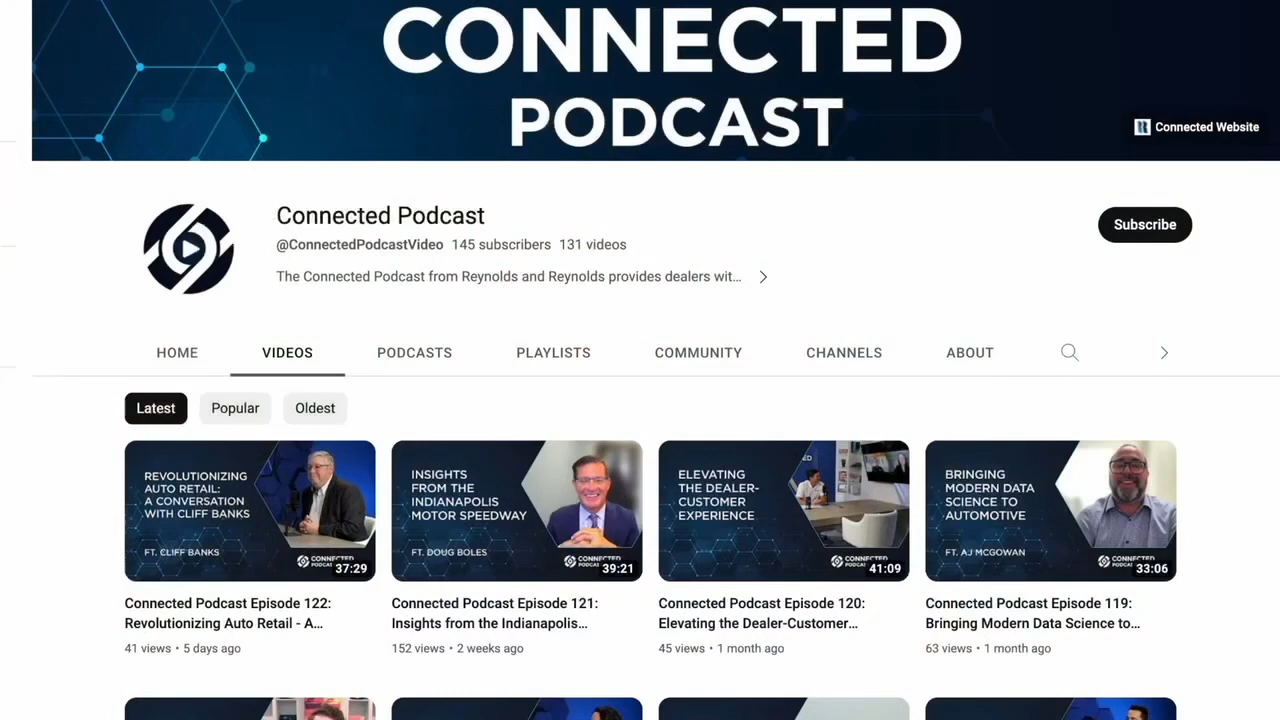 CONNECTED
PODCAST
Connected Website
Connected Podcast
@ConnectedPodcastVideo 145 subscribers 131 videos
The Connected Podcast from Reynolds and Reynolds provides dealers wit...
Subscribe
HOME VIDEOS PODCASTS PLAYLISTS COMMUNITY CHANNELS ABOUT
Latest Popular Oldest
REVOLUTIONIZING
AUTO RETAIL:
A CONVERSATION
WITH CLIFF BANKS
FT. CLIFF BANKS
CONNECTED
37:29
INSIGHTS
FROM THE
INDIANAPOLIS
MOTOR SPEEDWAY
FT. DOUG BOLES
CONNECTED
39:21
ELEVATING
THE DEALER-
CUSTOMER
EXPERIENCE
CONNECTED
41:09
BRINGING
MODERN DATA
SCIENCE TO
AUTOMOTIVE
FT. AJ MCGOWAN
CONNECTED
33:06
Connected Podcast Episode 122:
Revolutionizing Auto Retail - A...
41 views • 5 days ago
Connected Podcast Episode 121:
Insights from the Indianapolis...
152 views • 2 weeks ago
Connected Podcast Episode 120:
Elevating the Dealer-Customer...
45 views • 1 month ago
Connected Podcast Episode 119:
Bringing Modern Data Science to...
63 views • 1 month ago